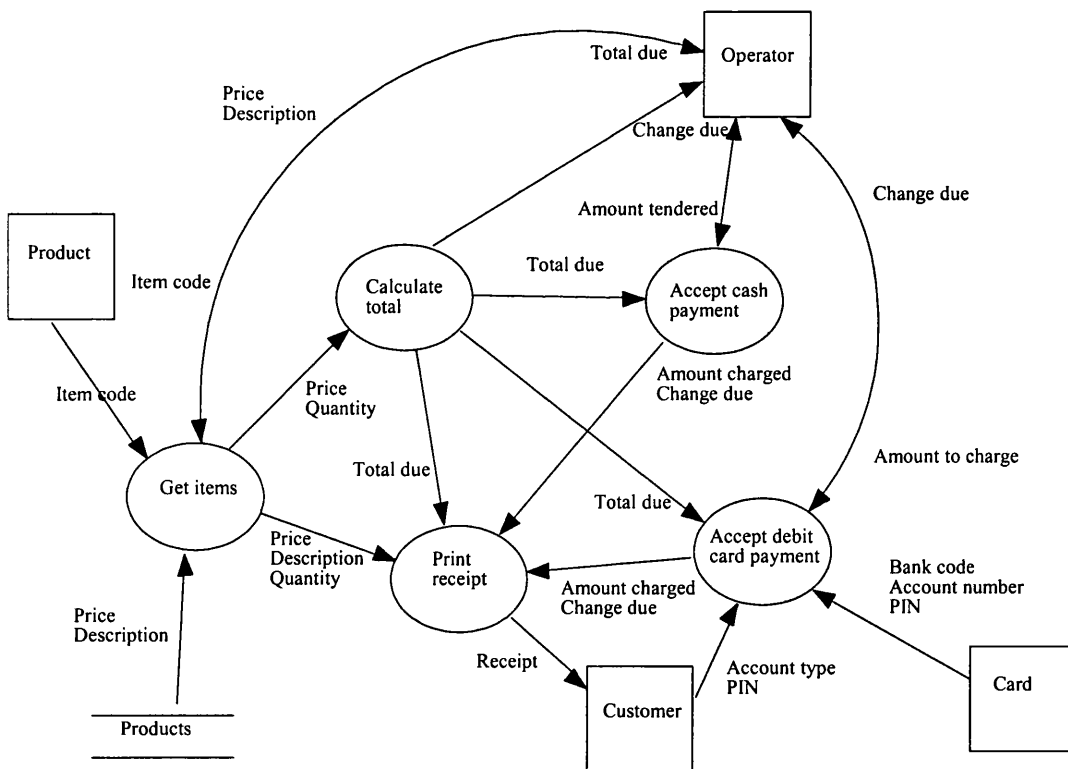 Operator
Total due
Price
Description
Change due
Change due
Amount tendered
Product
Item code
Calculate
total
Total due
Accept cash
payment
Item code
Price
Quantity
Amount charged
Change due
Get items
Total due
Amount to charge
Total due
Price
Description
Quantity
Print
receipt
Accept debit
card payment
Amount charged
Change due
Bank code
Account number
PIN
Price
Description
Receipt
Account type
PIN
Products
Customer
Card